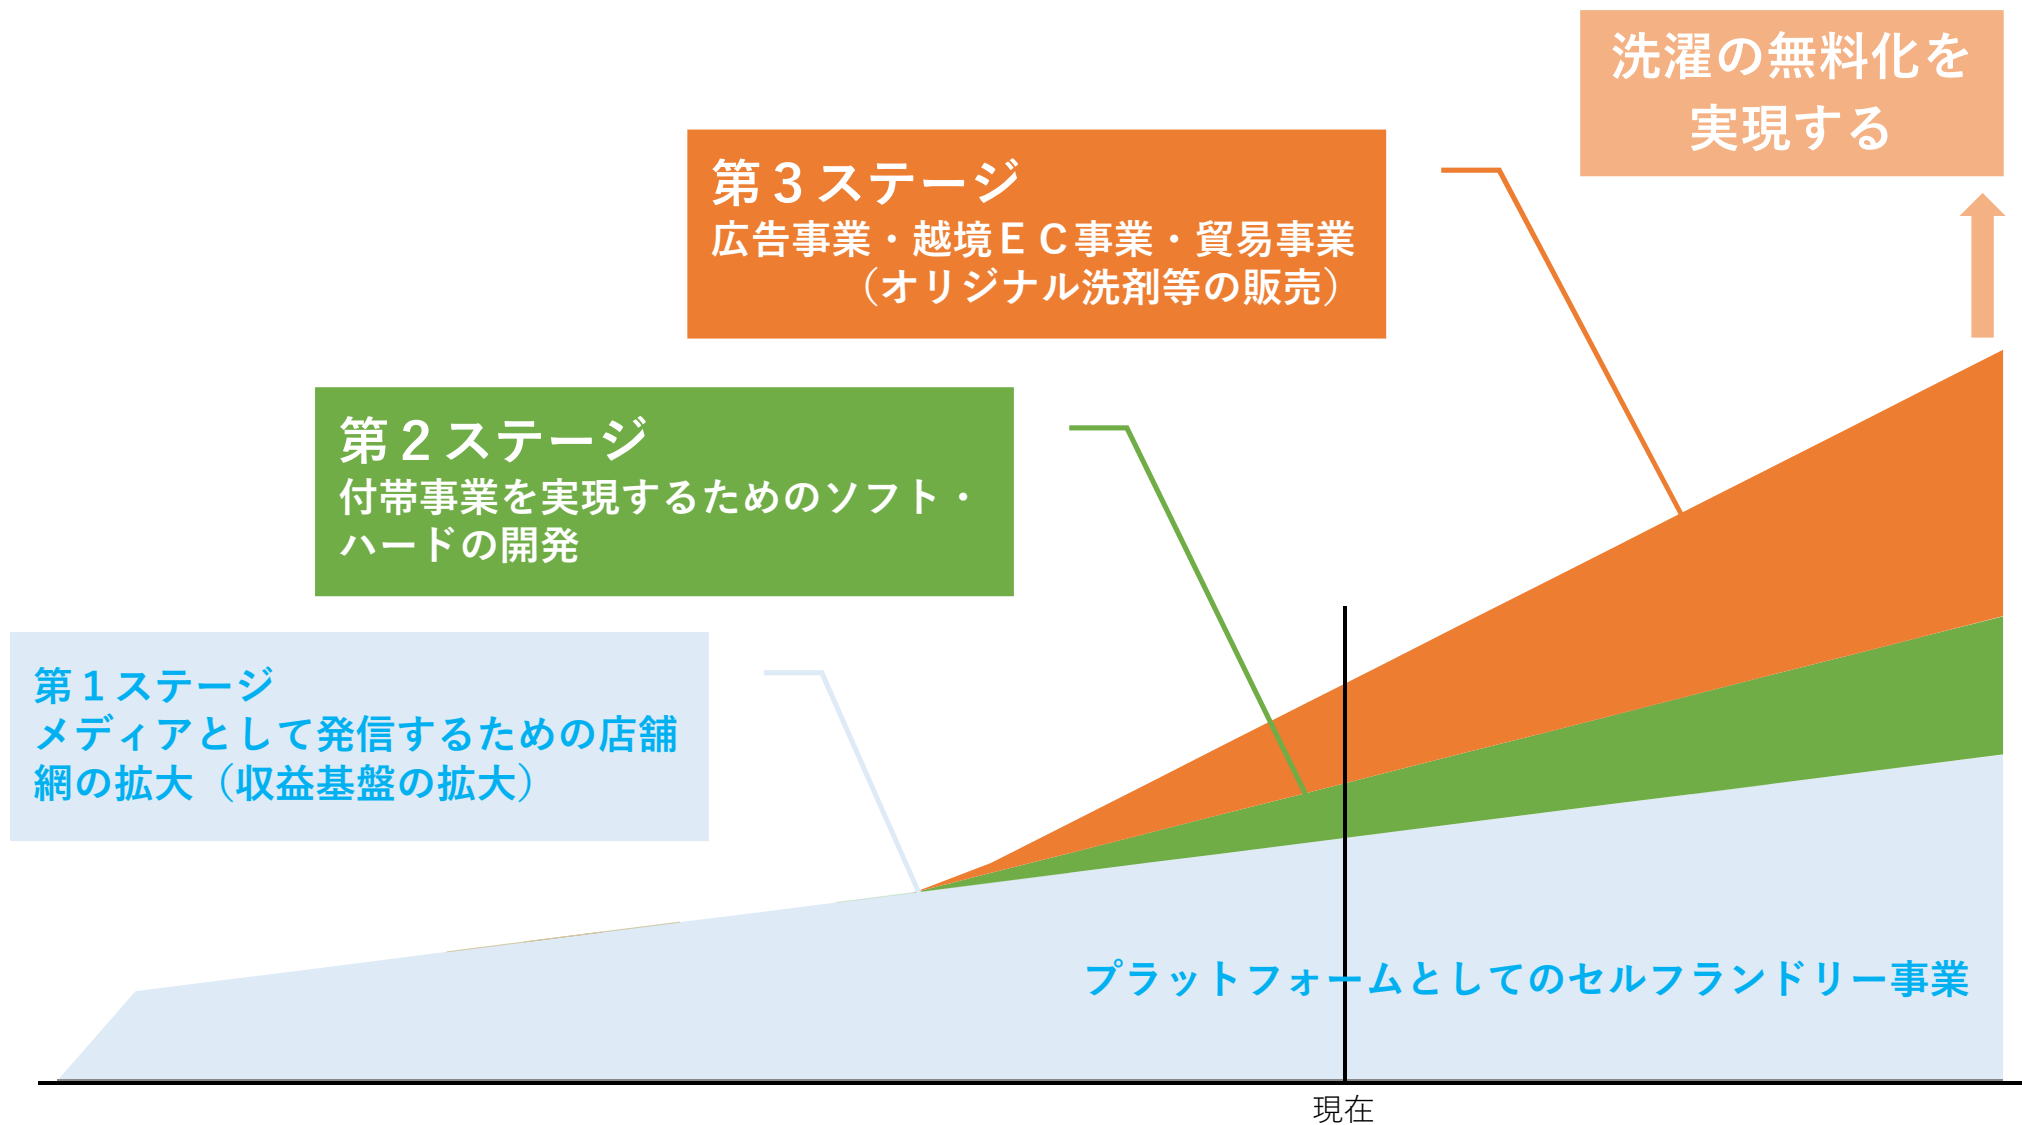 洗濯の無料化を
実現する
第３ステージ
広告事業・越境ＥＣ事業・貿易事業
（オリジナル洗剤等の販売）
第２ステージ
付帯事業を実現するためのソフト・
ハードの開発
第１ステージ
メディアとして発信するための店舗
網の拡大（収益基盤の拡大）
プラットフォームとしてのセルフランドリー事業
現在